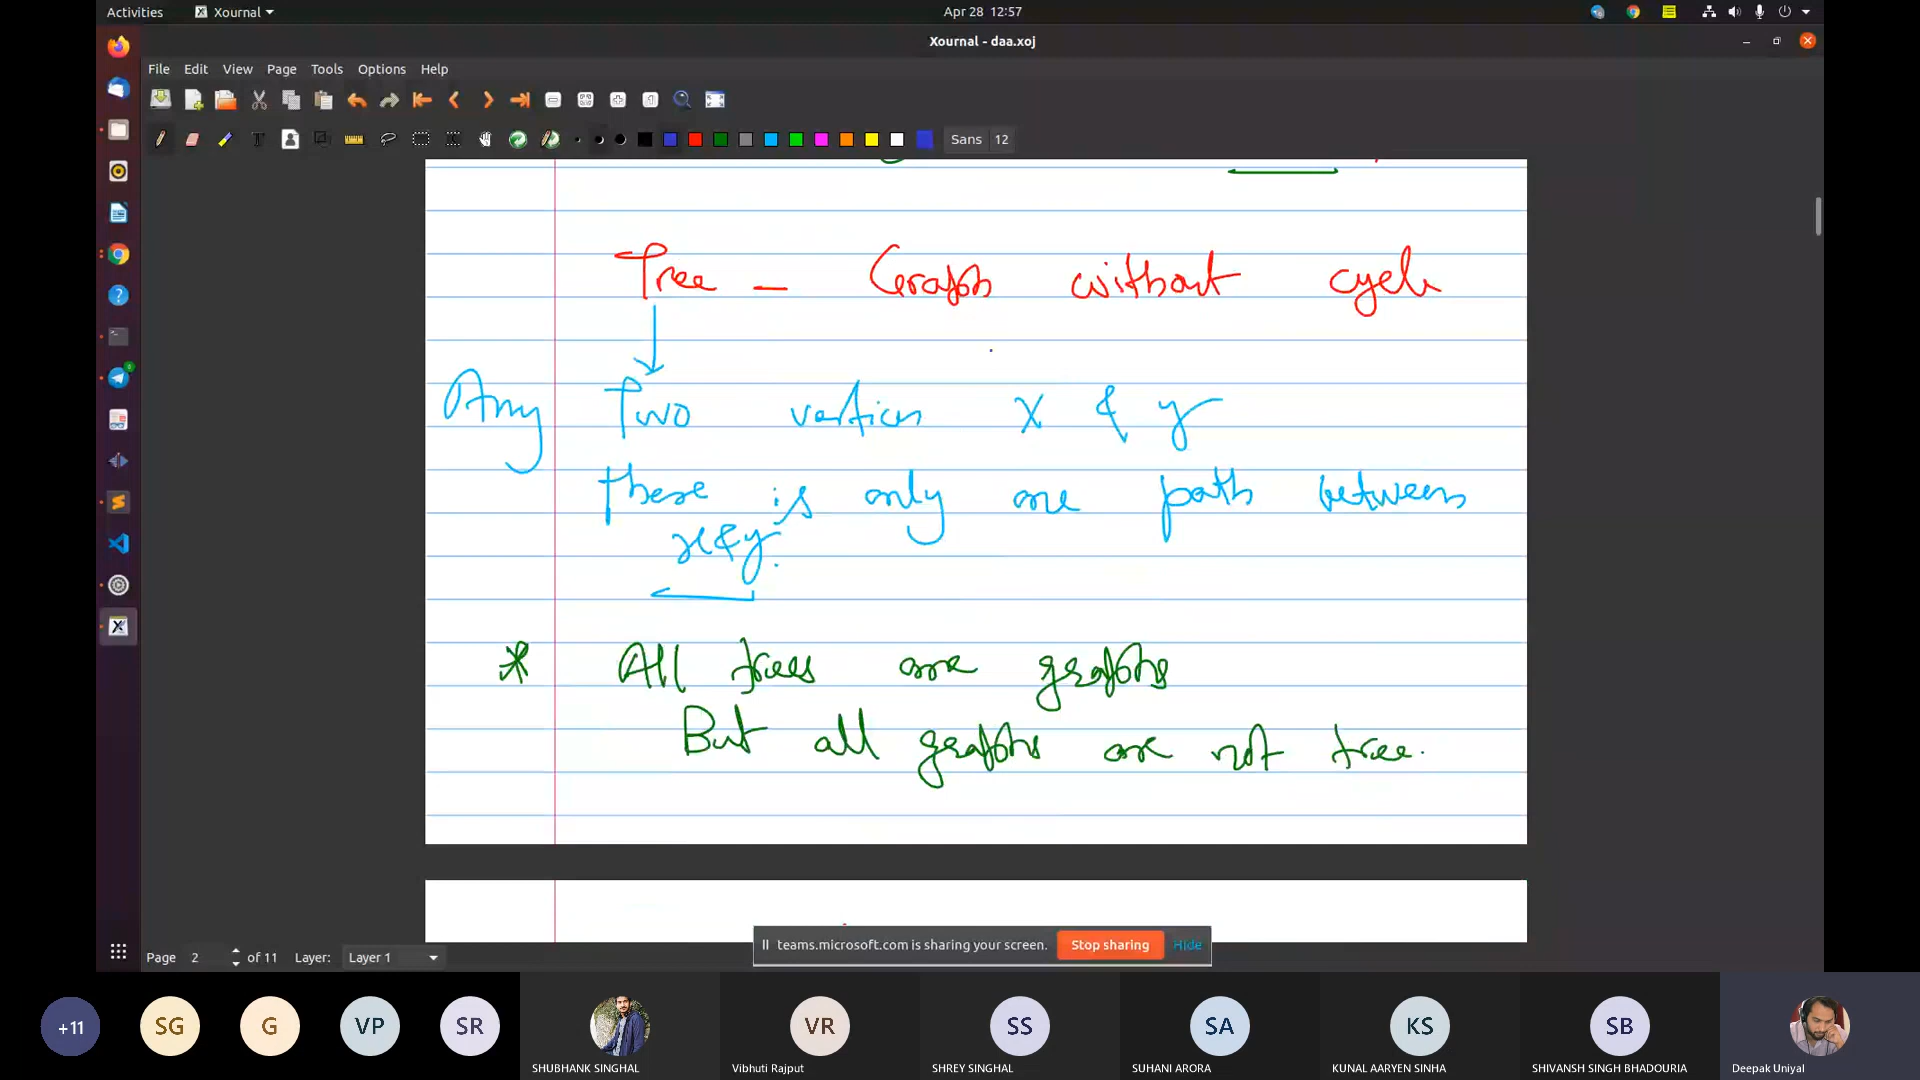 Activities Xournal Apr 28 12:57
Xournal - daa.xoj
File Edit View Page Tools Options Help
Sans 12
Tree - Graph without cycle
Any Two vertices X & y
there is only one path between
x & y.
* All trees are graphs
But all graphs are not tree.
teams.microsoft.com is sharing your screen. Stop sharing Hide
Page 2 of 11 Layer: Layer 1
+11 SG G VP SR VR SS SA KS SB
SHUBHANK SINGHAL Vibhuti Rajput SHREY SINGHAL SUHANI ARORA KUNAL AARYEN SINHA SHIVANSH SINGH BHADOURIA Deepak Uniyal